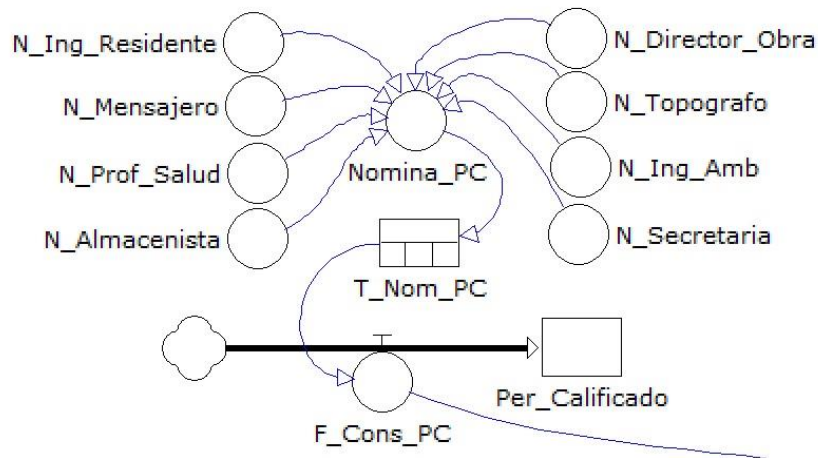 N_Ing_Residente
N_Director_Obra
N_Mensajero
N_Topografo
N_Prof_Salud
Nomina_PC
N_Ing_Amb
N_Almacenista
N_Secretaria
T_Nom_PC
Per_Calificado
F_Cons_PC